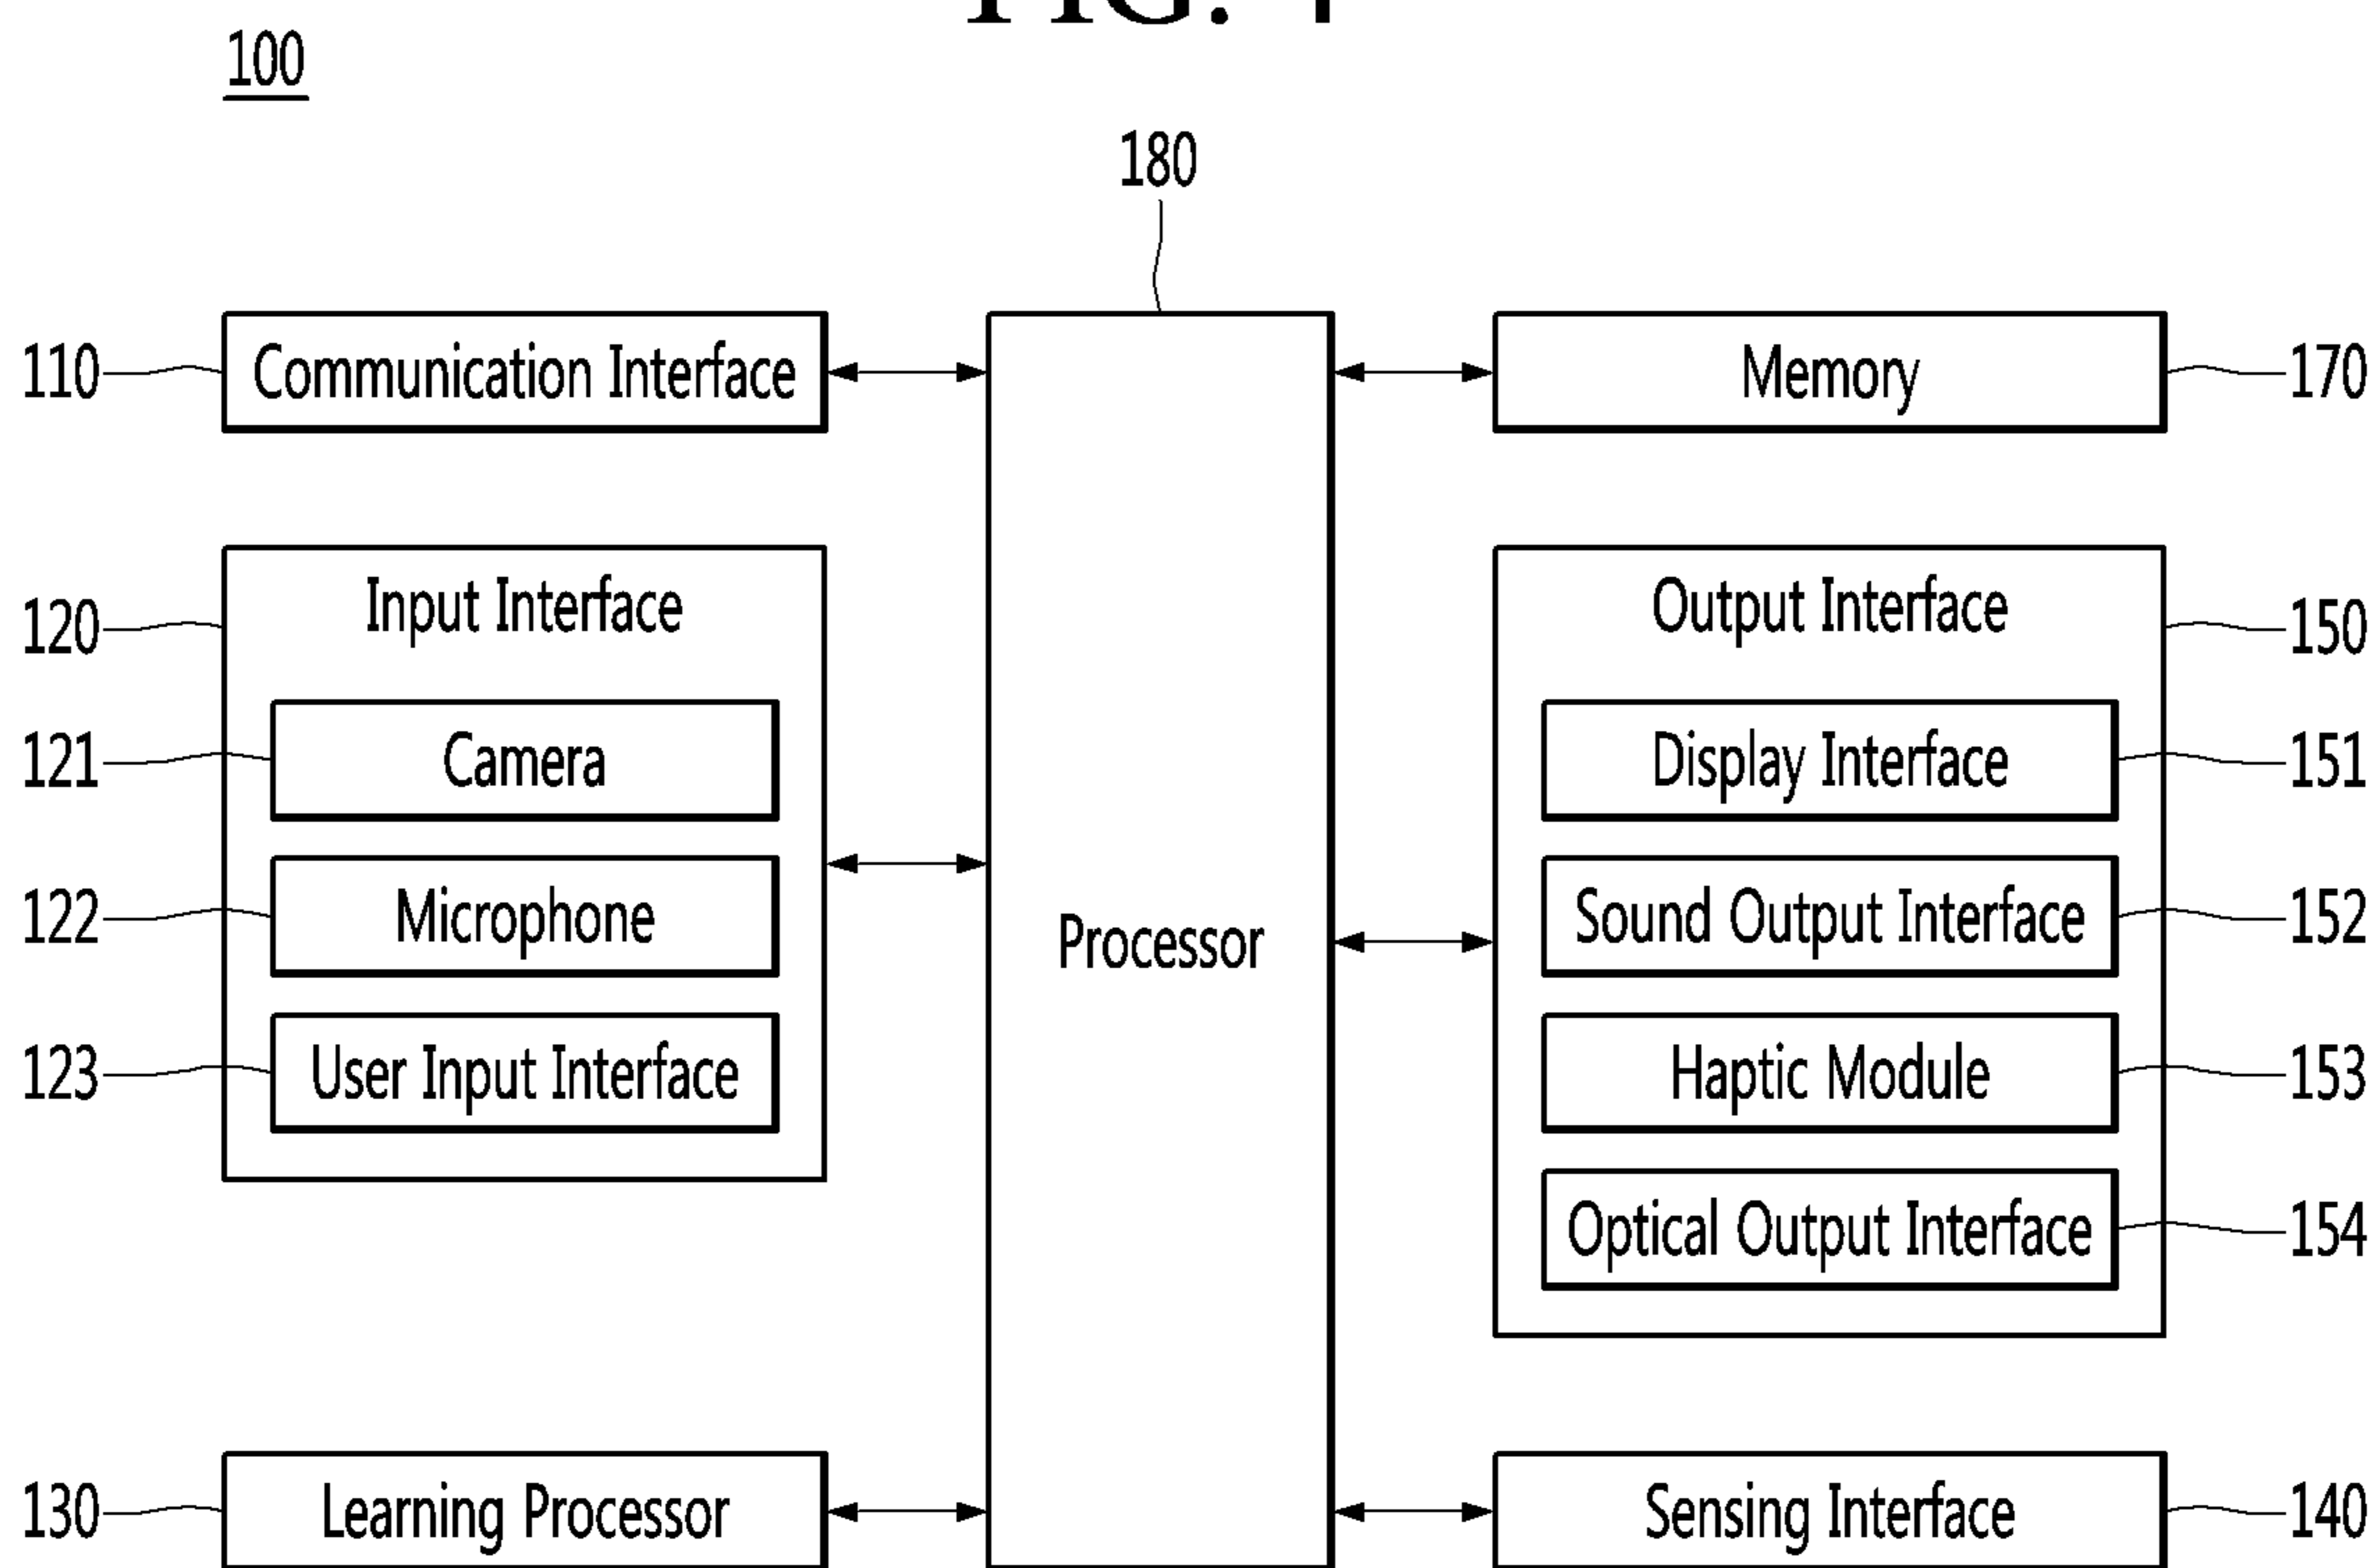 FIG. 4
100
180
110 Communication Interface
Memory 170
120 Input Interface
Output Interface 150
121 Camera
Display Interface 151
122 Microphone
Sound Output Interface 152
Processor
123 User Input Interface
Haptic Module 153
Optical Output Interface 154
130 Learning Processor
Sensing Interface 140